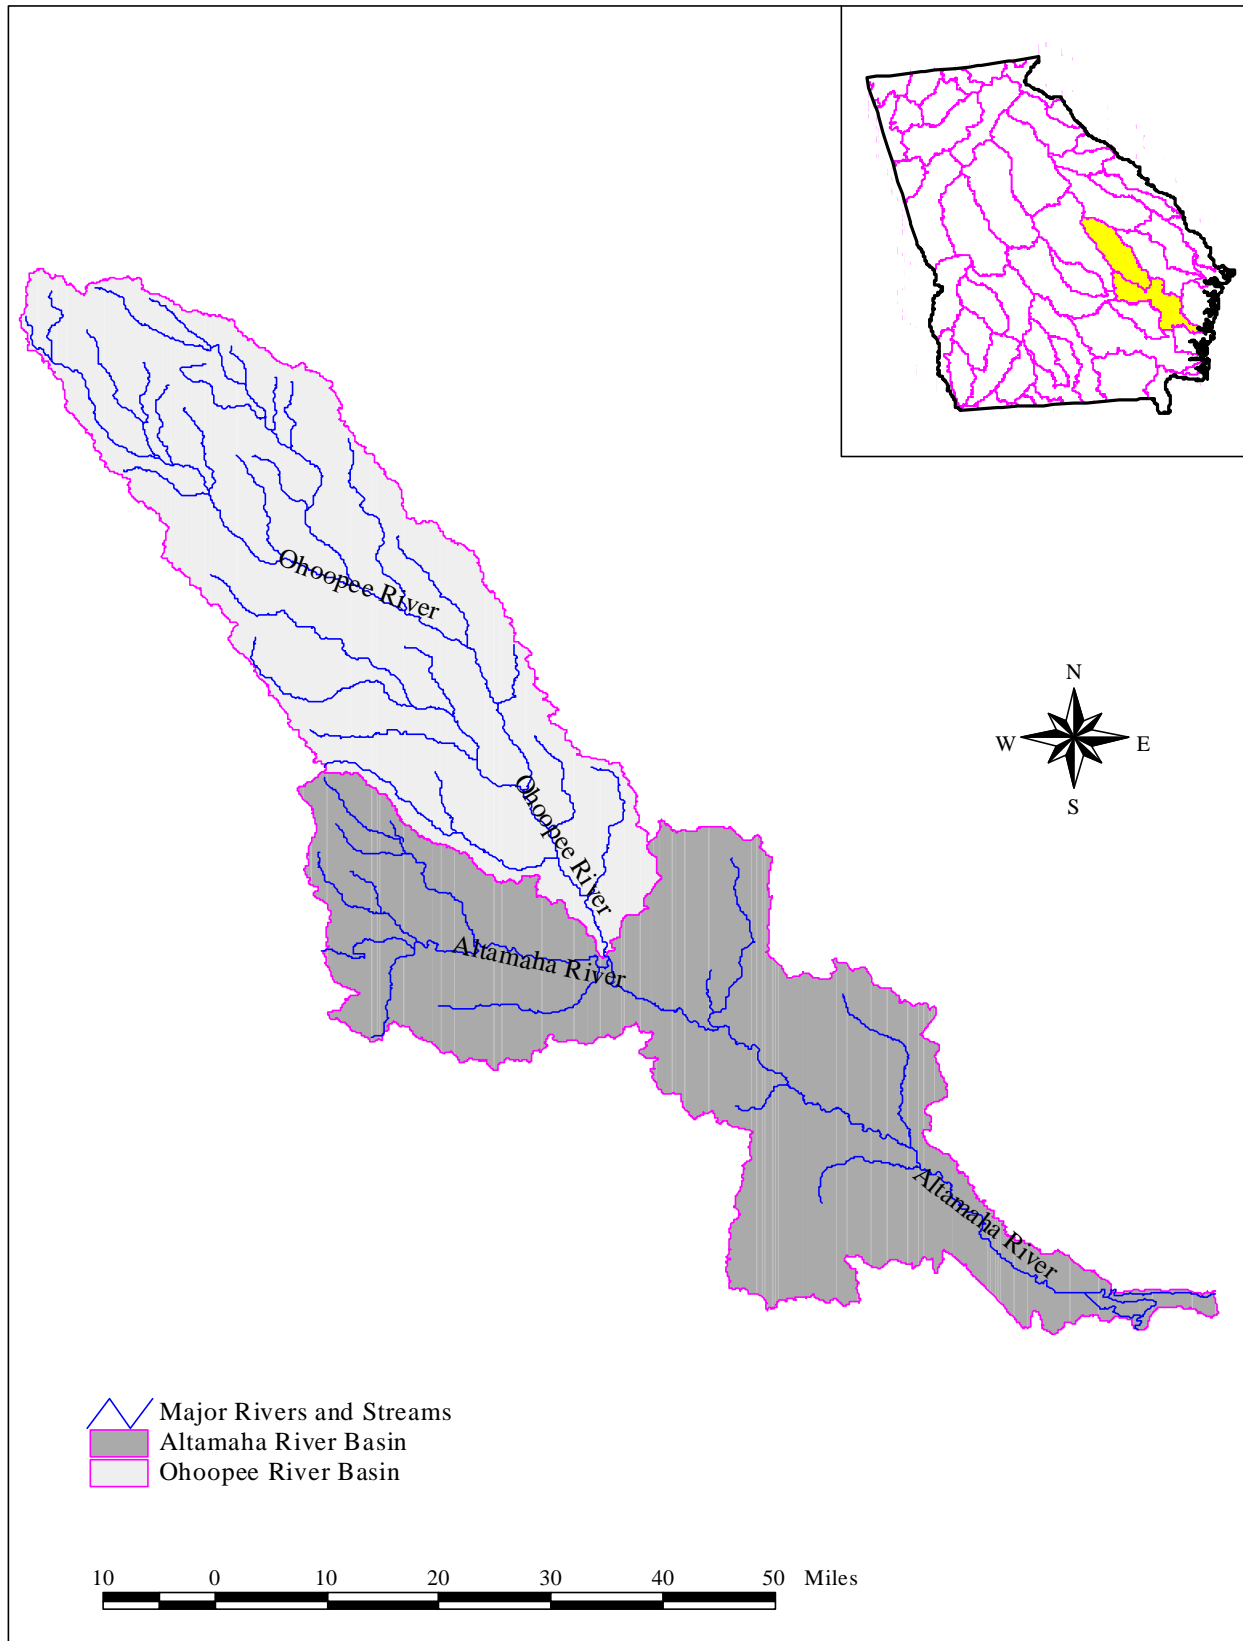 Ohoopee River
N
W E
S
Ohoopee River
Altamaha River
Altamaha River
Major Rivers and Streams
Altamaha River Basin
Ohoopee River Basin
10 0 10 20 30 40 50 Miles